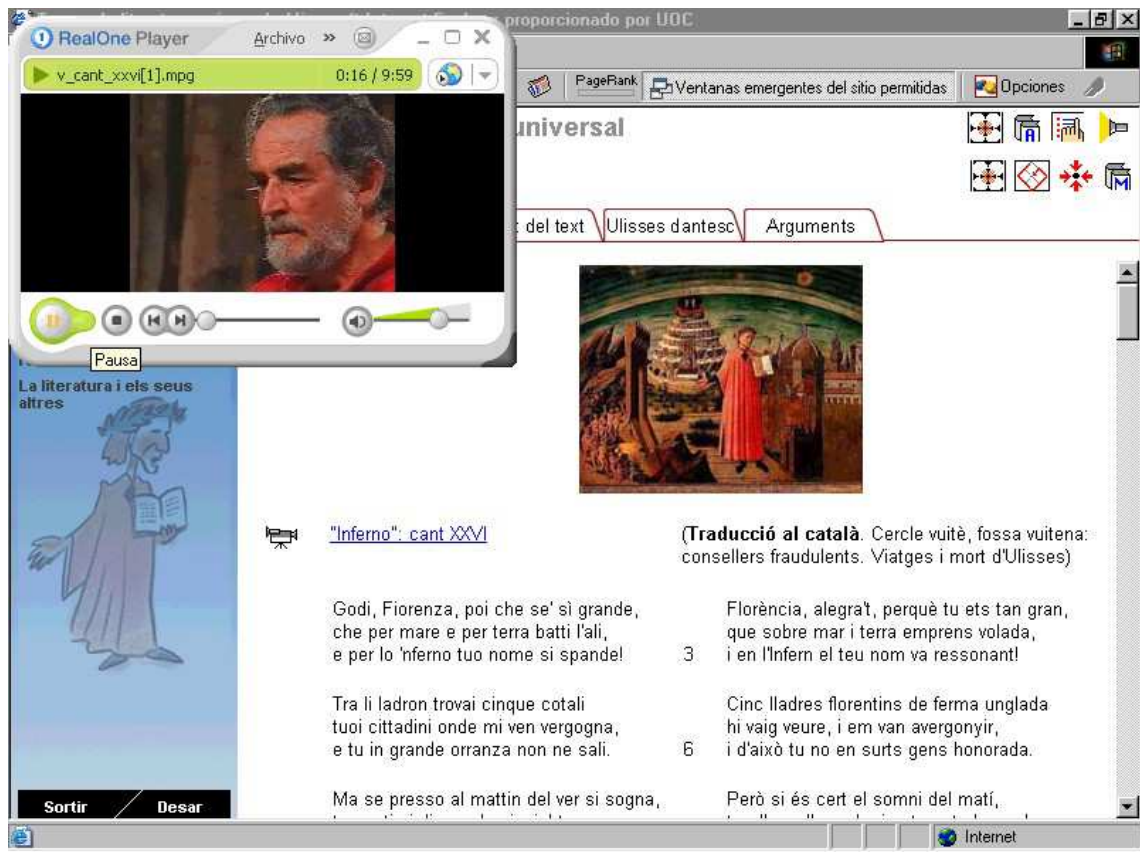 proporcionado por UOC
RealOne Player
Archivo »
v_cant_xxvi[1].mpg 0:16 / 9:59
PageRank
Ventanas emergentes del sitio permitidas
Opciones
universal
del text
Ulisses dantesc
Arguments
Pausa
La literatura i els seus
altres
"Inferno": cant XXVI
(Traducció al català. Cercle vuitè, fossa vuitena:
consellers fraudulents. Viatges i mort d'Ulisses)
Godi, Fiorenza, poi che se' sì grande,
che per mare e per terra batti l'ali,
e per lo 'nferno tuo nome si spande!
Tra li ladron trovai cinque cotali
tuoi cittadini onde mi ven vergogna,
e tu in grande orranza non ne sali.
Ma se presso al mattin del ver si sogna,
3
6
Florència, alegra't, perquè tu ets tan gran,
que sobre mar i terra emprens volada,
i en l'Infern el teu nom va ressonant!
Cinc lladres florentins de ferma unglada
hi vaig veure, i em van avergonyir,
i d'això tu no en surts gens honorada.
Però si és cert el somni del matí,
Sortir
Desar
Internet